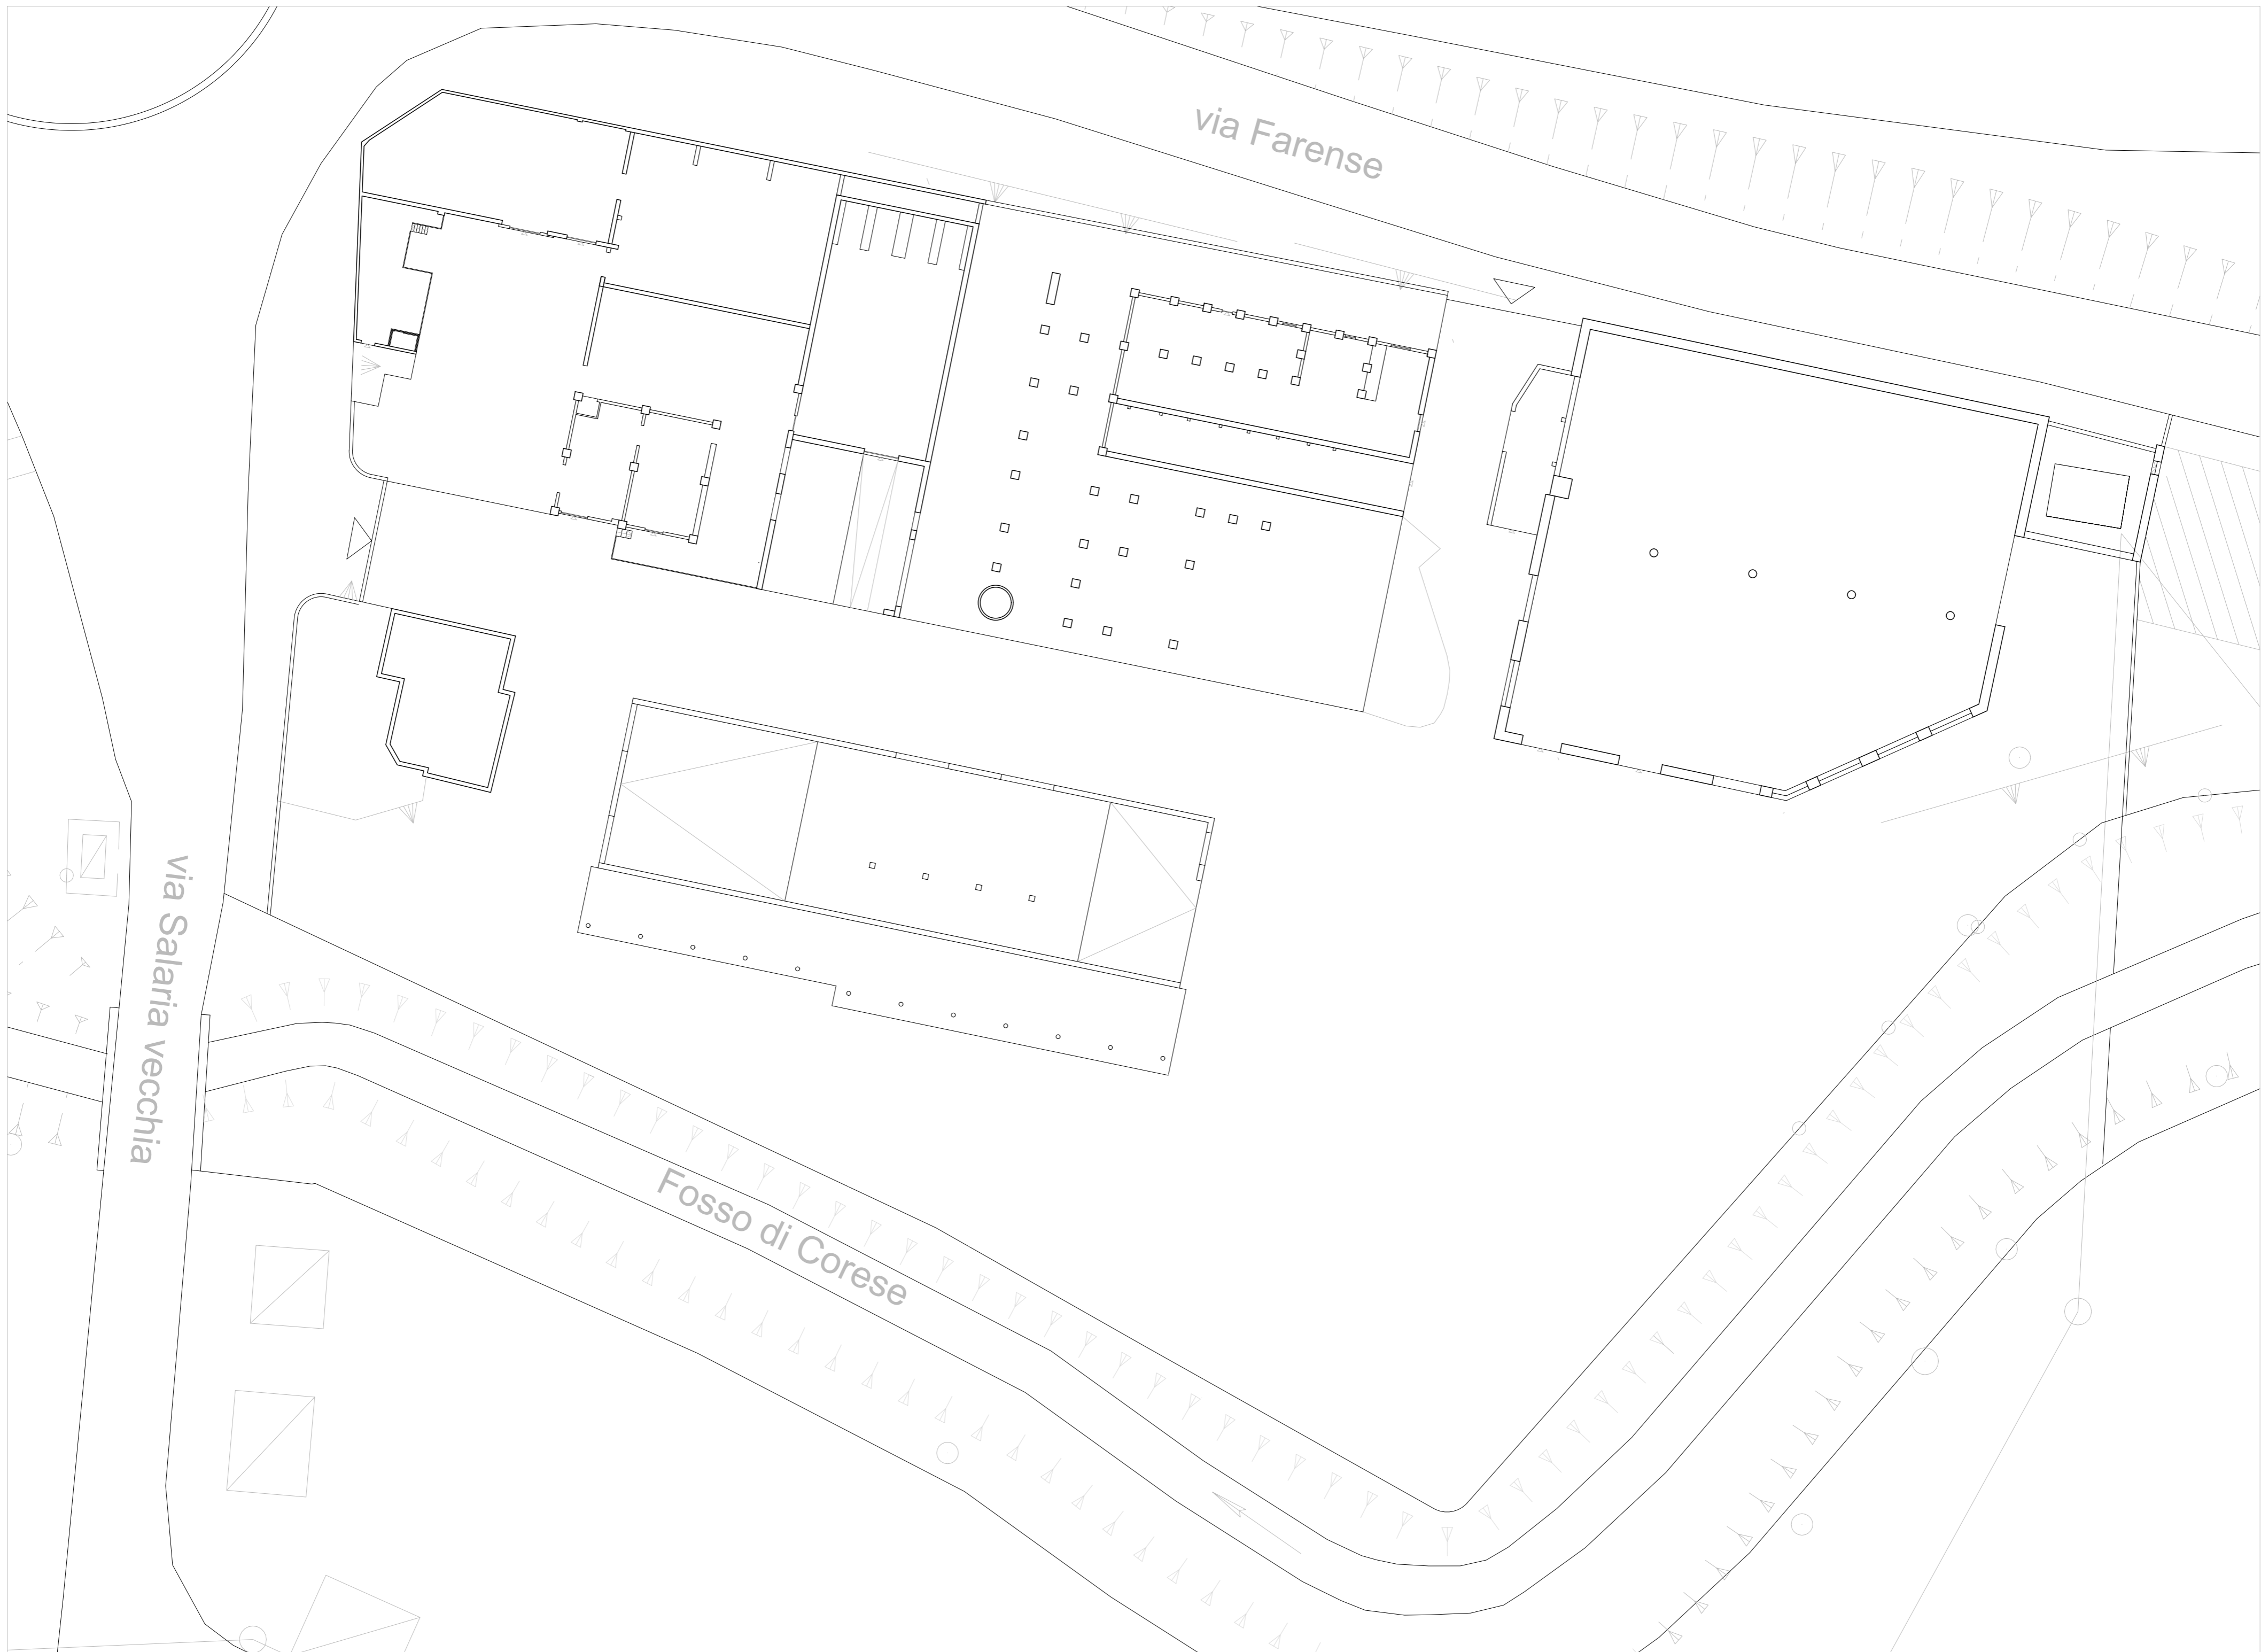 via Farense
via Salaria vecchia
Fosso di Corese